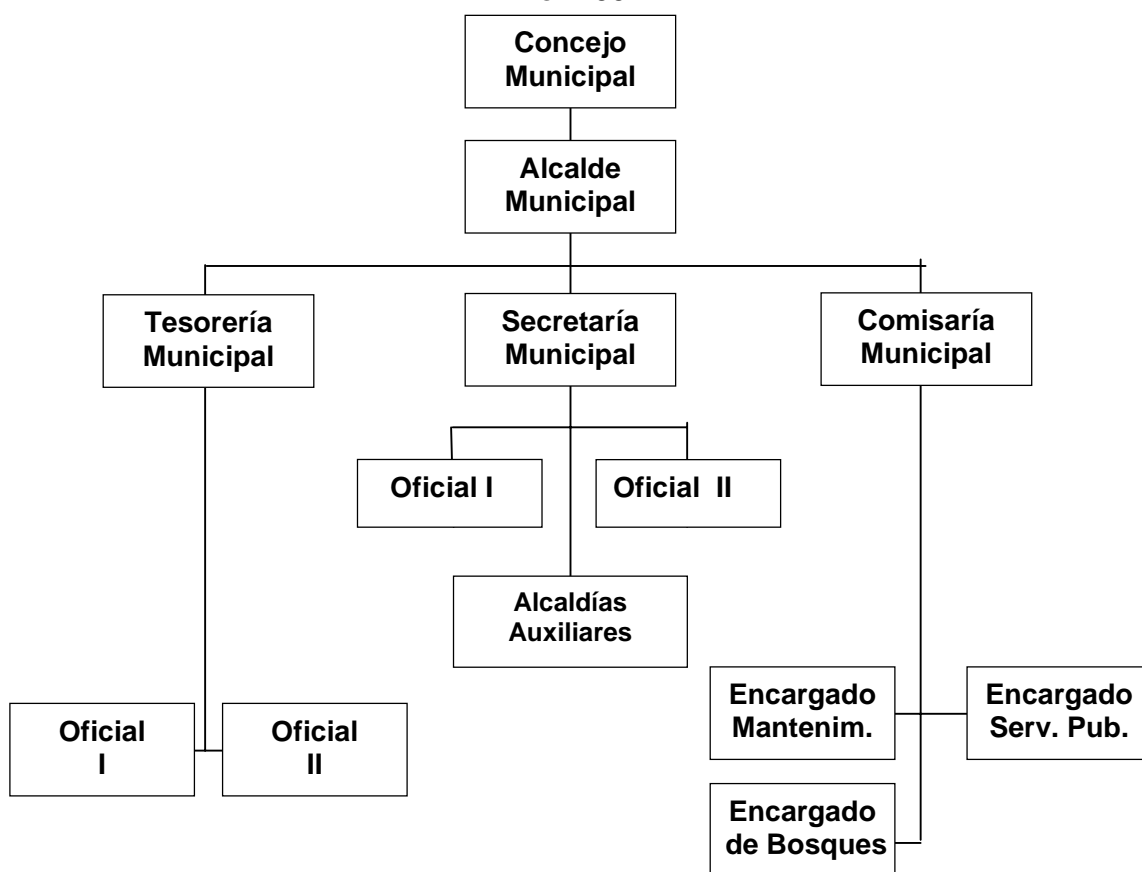 Concejo
Municipal
Alcalde
Municipal
Tesorería
Municipal
Secretaría
Municipal
Comisaría
Municipal
Oficial I
Oficial II
Alcaldías
Auxiliares
Encargado
Mantenim.
Encargado
Serv. Pub.
Oficial
I
Oficial
II
Encargado
de Bosques